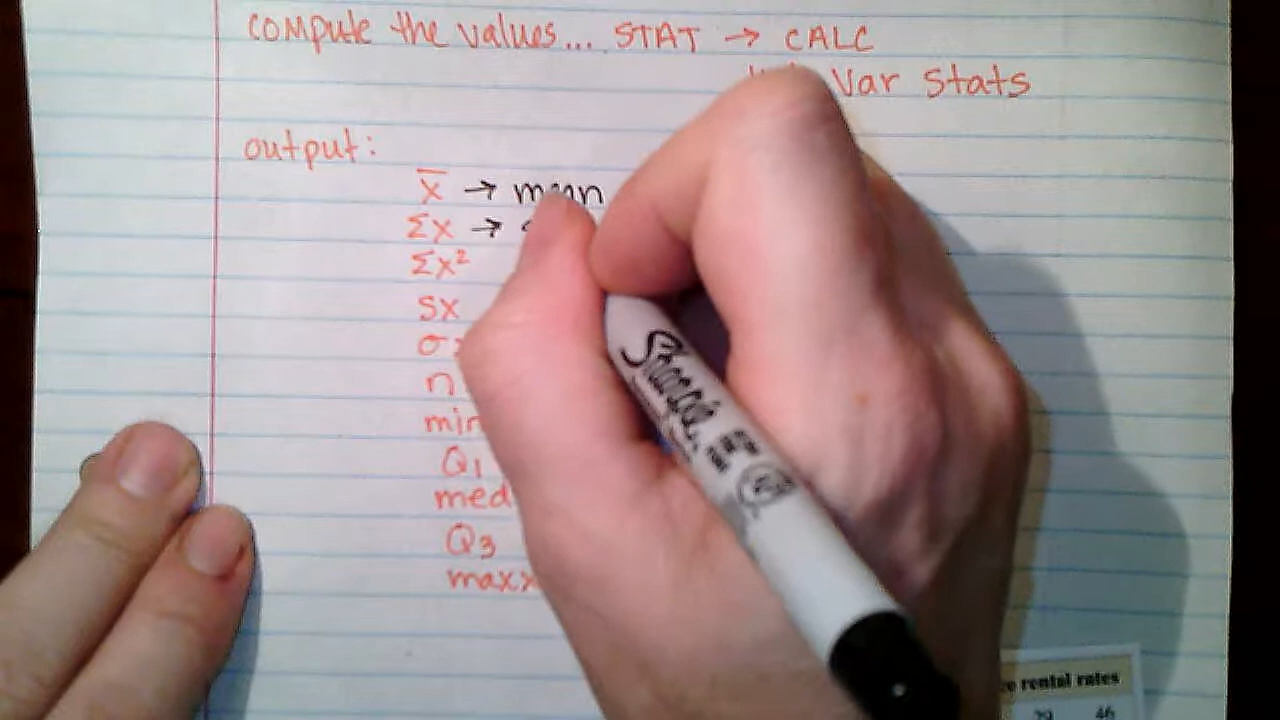 compute the values... STAT → CALC
Var Stats
output:
x̄ → mean
Σx →
Σx²
Sx
σ
n
min
Q1
med
Q3
maxx
Sharpie
rental rates
46